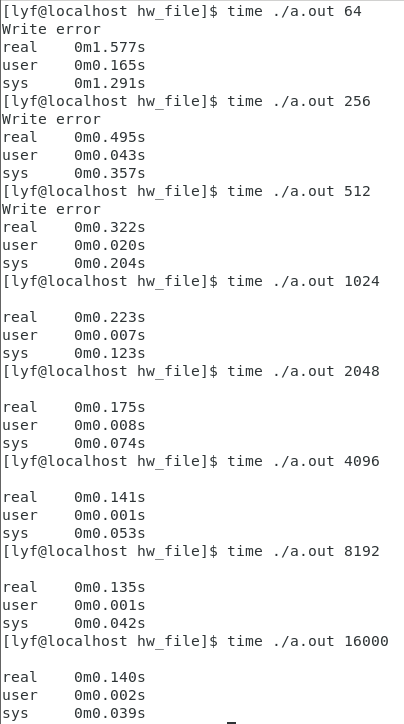 [lyf@localhost hw_file]$ time ./a.out 64
Write error
real    0m1.577s
user    0m0.165s
sys     0m1.291s
[lyf@localhost hw_file]$ time ./a.out 256
Write error
real    0m0.495s
user    0m0.043s
sys     0m0.357s
[lyf@localhost hw_file]$ time ./a.out 512
Write error
real    0m0.322s
user    0m0.020s
sys     0m0.204s
[lyf@localhost hw_file]$ time ./a.out 1024
real    0m0.223s
user    0m0.007s
sys     0m0.123s
[lyf@localhost hw_file]$ time ./a.out 2048
real    0m0.175s
user    0m0.008s
sys     0m0.074s
[lyf@localhost hw_file]$ time ./a.out 4096
real    0m0.141s
user    0m0.001s
sys     0m0.053s
[lyf@localhost hw_file]$ time ./a.out 8192
real    0m0.135s
user    0m0.001s
sys     0m0.042s
[lyf@localhost hw_file]$ time ./a.out 16000
real    0m0.140s
user    0m0.002s
sys     0m0.039s